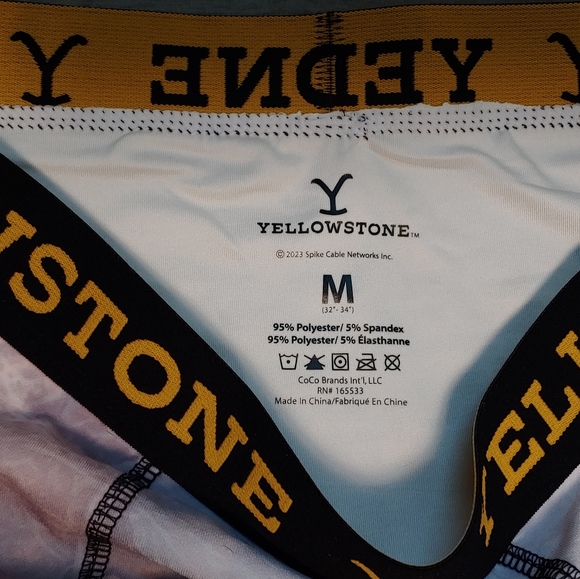 YEDNE
YELLOWSTONE™
© 2023 Spike Cable Networks Inc.
M
(32"- 34")
95% Polyester/ 5% Spandex
95% Polyester/ 5% Élasthanne
CoCo Brands Int'l, LLC
RN# 165533
Made In China/Fabriqué En Chine
STONE
YELL